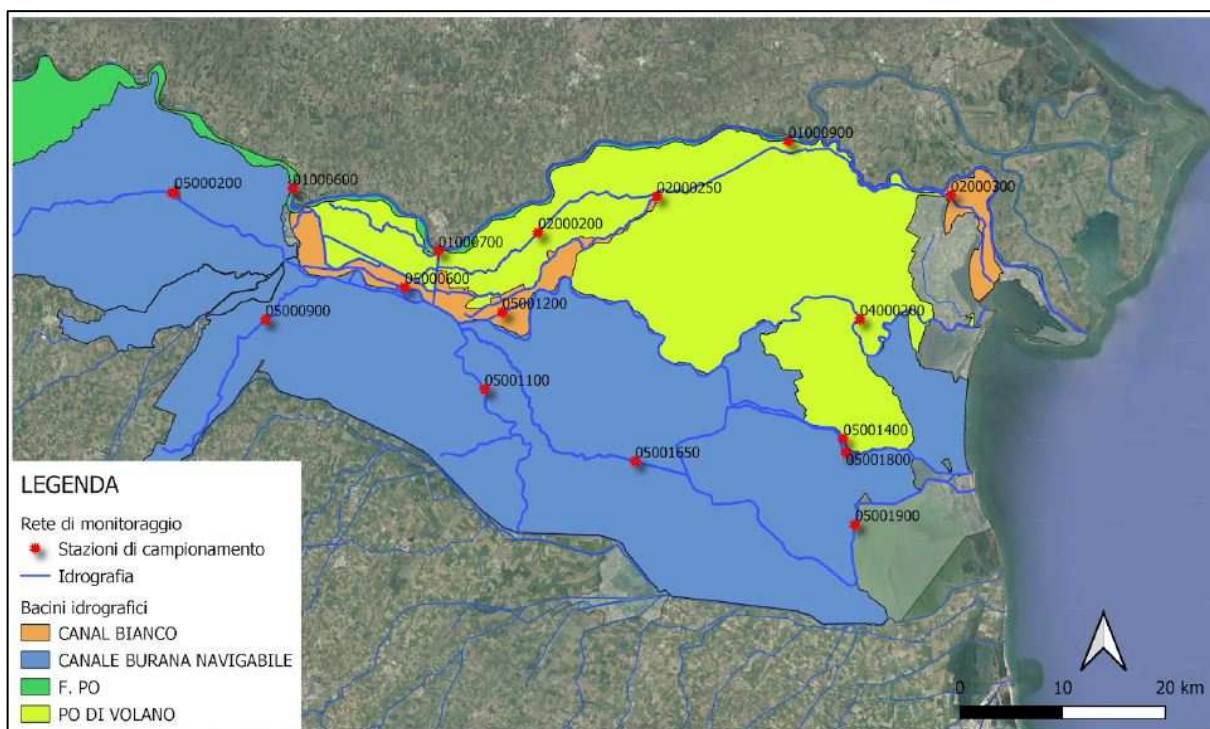 01000900
05000200
01000600
02000250
02000300
02000200
01000700
05000600
05001200
05000900
04000200
05001100
05001400
05001800
05001650
05001900
LEGENDA
Rete di monitoraggio
Stazioni di campionamento
Idrografia
Bacini idrografici
CANAL BIANCO
CANALE BURANA NAVIGABILE
F. PO
PO DI VOLANO
0 10 20 km